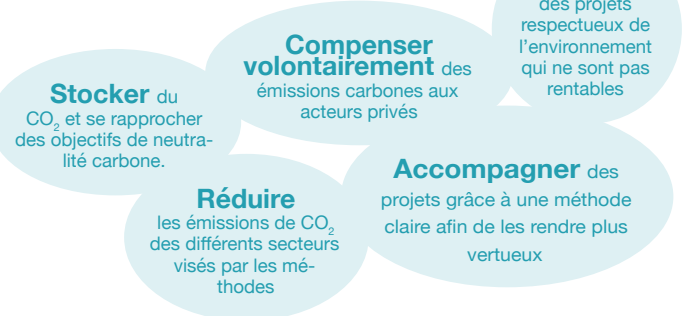 Stocker du
CO₂ et se rapprocher
des objectifs de neutra-
lité carbone.
Compenser
volontairement des
émissions carbones aux
acteurs privés
des projets
respectueux de
l'environnement
qui ne sont pas
rentables
Réduire
les émissions de CO₂
des différents secteurs
visés par les mé-
thodes
Accompagner des
projets grâce à une méthode
claire afin de les rendre plus
vertueux